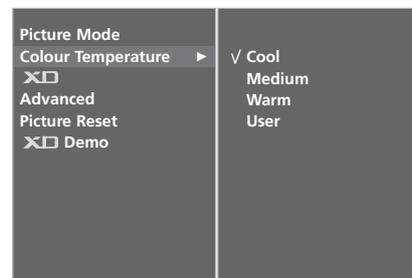 Picture Mode
Colour Temperature ►
XD
Advanced
Picture Reset
XD Demo
√ Cool
Medium
Warm
User